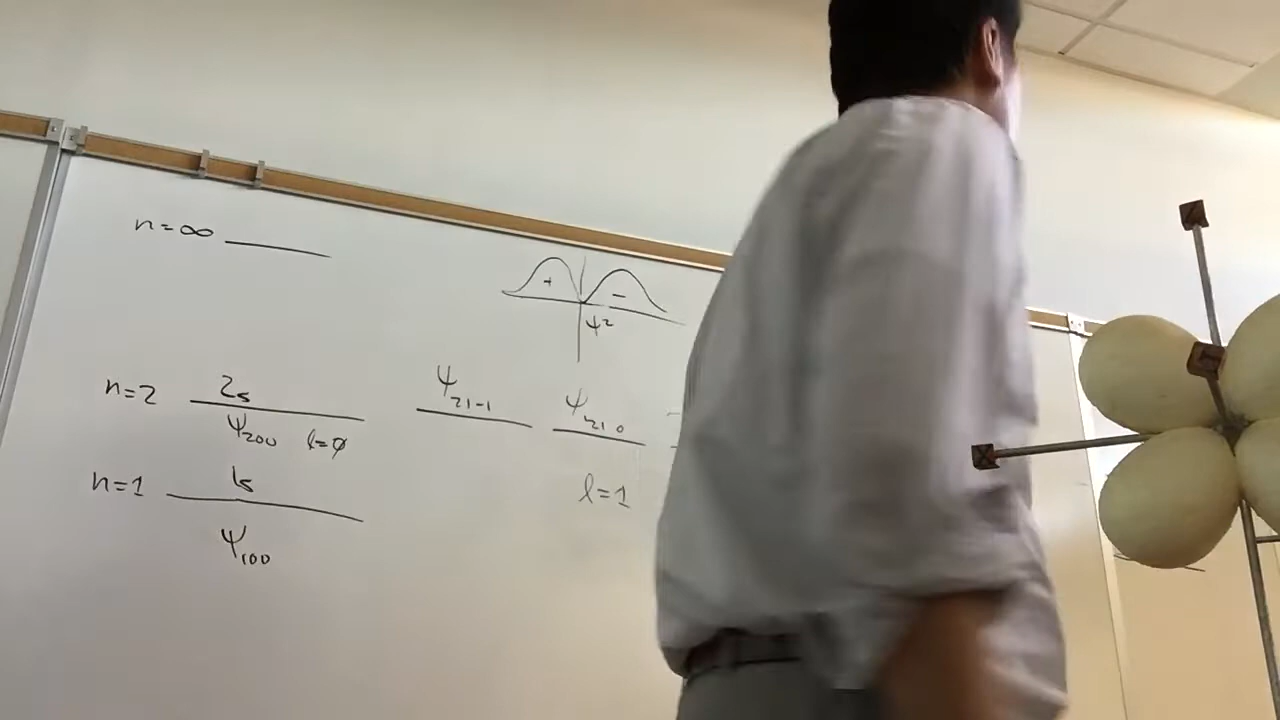 n=∞
+ −
ψ²
n=2 2s ψ₂₁₋₁ ψ₂₁₀
ψ₂₀₀ l=0
n=1 1s l=1
ψ₁₀₀